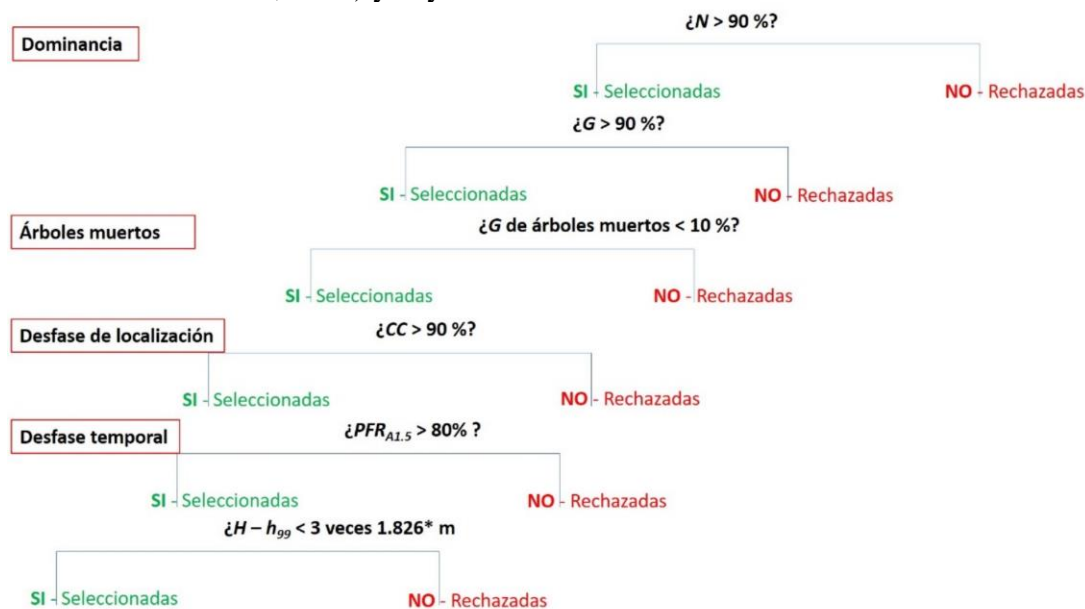 ¿N > 90 %?
Dominancia
SI - Seleccionadas
NO - Rechazadas
¿G > 90 %?
SI - Seleccionadas
NO - Rechazadas
¿G de árboles muertos < 10 %?
Árboles muertos
SI - Seleccionadas
NO - Rechazadas
¿CC > 90 %?
Desfase de localización
SI - Seleccionadas
NO - Rechazadas
¿PFR_A1.5 > 80% ?
Desfase temporal
SI - Seleccionadas
NO - Rechazadas
¿H – h99 < 3 veces 1.826* m
SI - Seleccionadas
NO - Rechazadas